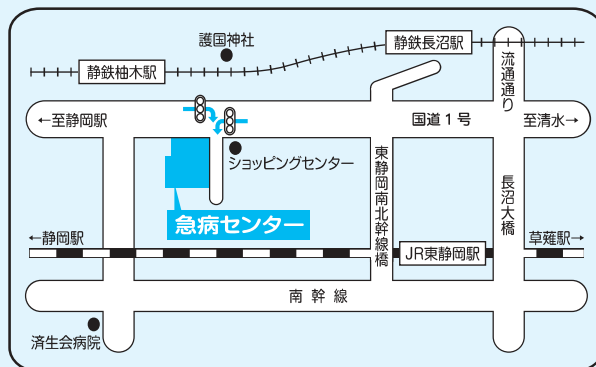 護国神社
静鉄長沼駅
静鉄柚木駅
流通通り
←至静岡駅
国道1号
至清水→
ショッピングセンター
東静岡南北幹線橋
長沼大橋
急病センター
←静岡駅
JR東静岡駅
草薙駅→
南幹線
済生会病院